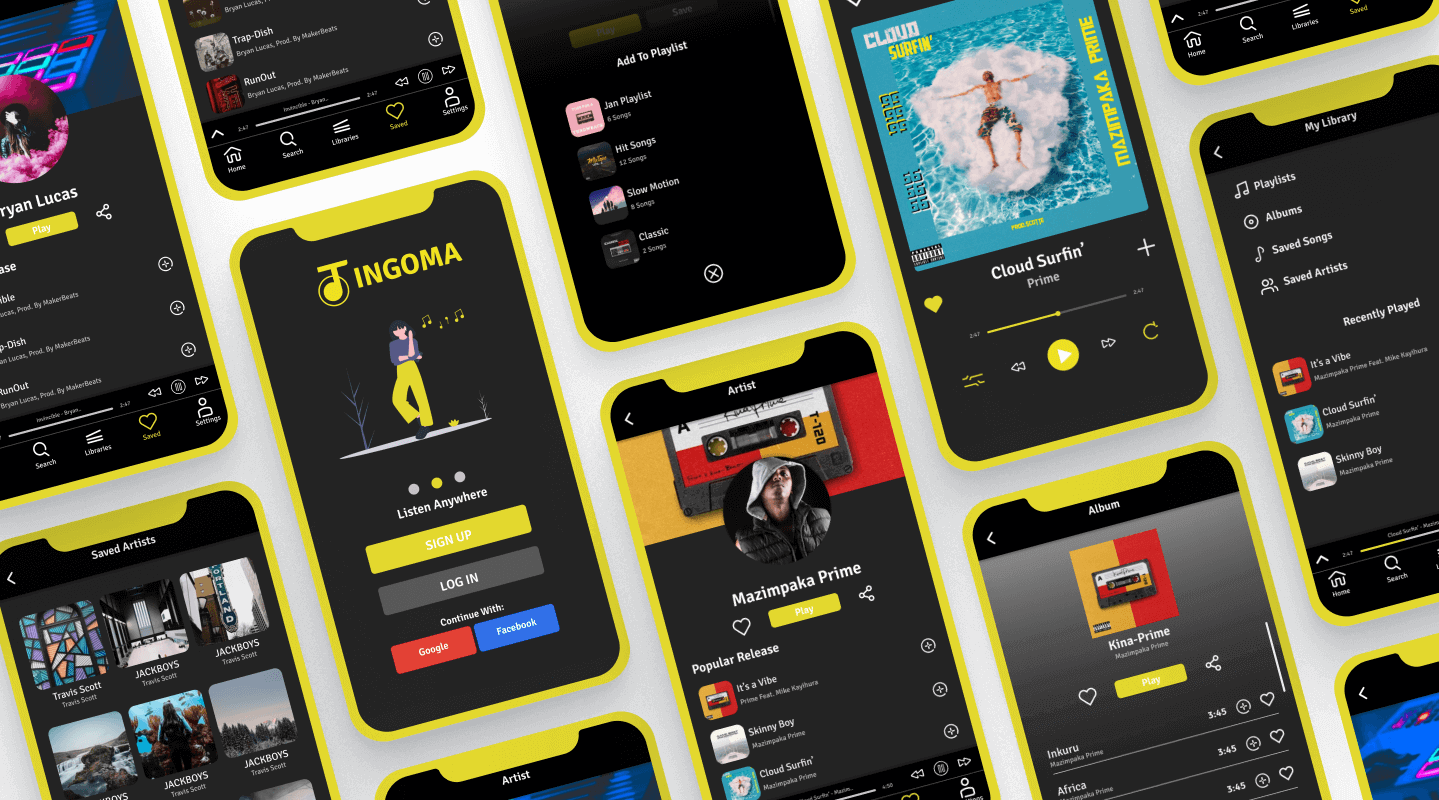 ryan Lucas
Play
ase
ible
ucas, Prod. By MakerBeats
p-Dish
Lucas, Prod. By MakerBeats
RunOut
Bryan Lucas, Prod. By MakerBeats
Invincible - Bryan..
2:47
Search
Libraries
Saved
Settings
Bryan Lucas, Prod. By MakerBeats
Trap-Dish
Bryan Lucas, Prod. By MakerBeats
RunOut
Bryan Lucas, Prod. By MakerBeats
2:47
Invincible - Bryan..
2:47
Home
Search
Libraries
Saved
Settings
Saved Artists
Travis Scott
Travis Scott
JACKBOYS
Travis Scott
PORTLAND
JACKBOYS
Travis Scott
JACKBOYS
Travis Scott
JACKBOYS
Travis Scott
TINGOMA
Listen Anywhere
SIGN UP
LOG IN
Continue With:
Google
Facebook
Artist
Save
Add To Playlist
Jan Playlist
6 Songs
Hit Songs
12 Songs
Slow Motion
8 Songs
Classic
2 Songs
Artist
A
T-120
Mazimpaka Prime
Play
Popular Release
It's a Vibe
Prime Feat. Mike Kayihura
Skinny Boy
Mazimpaka Prime
Cloud Surfin'
Mazimpaka Prime
4:50
CLOUD
SURFIN'
MAZIMPAKA PRIME
PROD.SCOTTO
ADVISORY
Cloud Surfin'
Prime
2:47
2:47
Album
A
Kina-Prime
Mazimpaka Prime
Play
Inkuru
Mazimpaka Prime
3:45
Africa
Mazimpaka Prime
3:45
3:45
2:47
Home
Search
Libraries
Saved
My Library
Playlists
Albums
Saved Songs
Saved Artists
Recently Played
It's a Vibe
Mazimpaka Prime Feat. Mike Kayihura
Cloud Surfin'
Mazimpaka Prime
Skinny Boy
Mazimpaka Prime
2:47
Home
Search